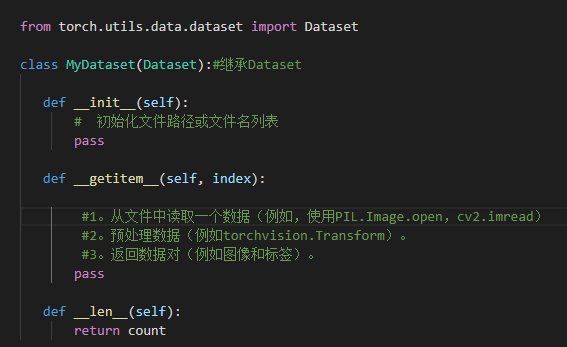 from torch.utils.data.dataset import Dataset
class MyDataset(Dataset):#继承Dataset
def __init__(self):
#  初始化文件路径或文件名列表
pass
def __getitem__(self, index):
#1。从文件中读取一个数据（例如，使用PIL.Image.open，cv2.imread）
#2。预处理数据（例如torchvision.Transform）。
#3。返回数据对（例如图像和标签）。
pass
def __len__(self):
return count